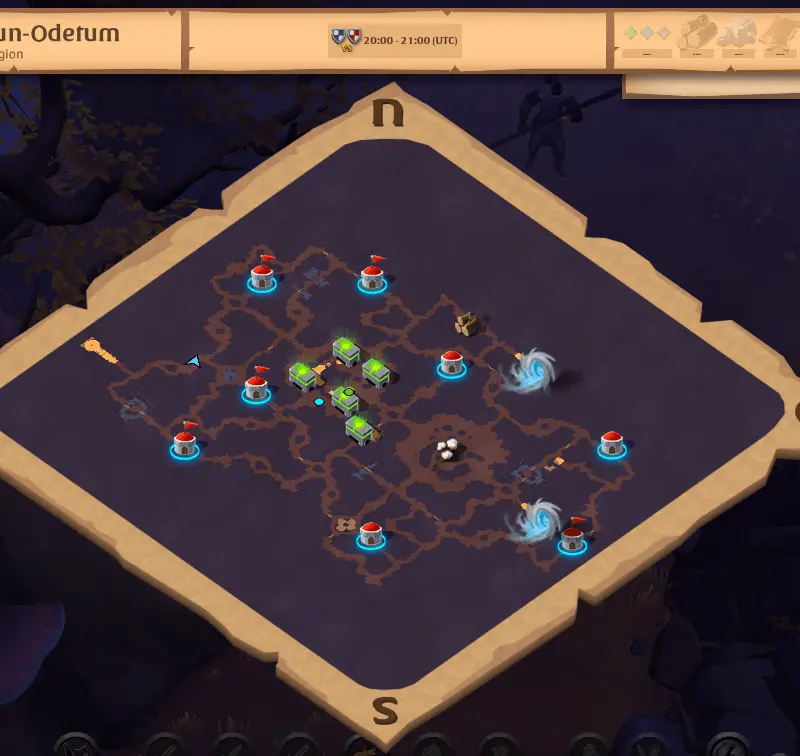 un-Odetum
gion
20:00 - 21:00 (UTC)
---
---
---
---
N
S